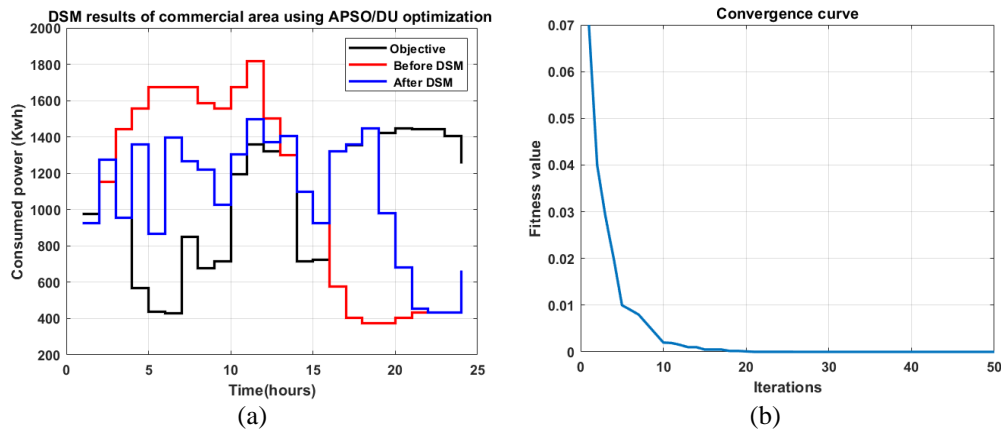 DSM results of commercial area using APSO/DU optimization
2000
1800
1600
1400
1200
1000
800
600
400
200
Consumed power (Kwh)
Objective
Before DSM
After DSM
0 5 10 15 20 25
Time(hours)
(a)
Convergence curve
0.07
0.06
0.05
0.04
0.03
0.02
0.01
0
Fitness value
0 10 20 30 40 50
Iterations
(b)